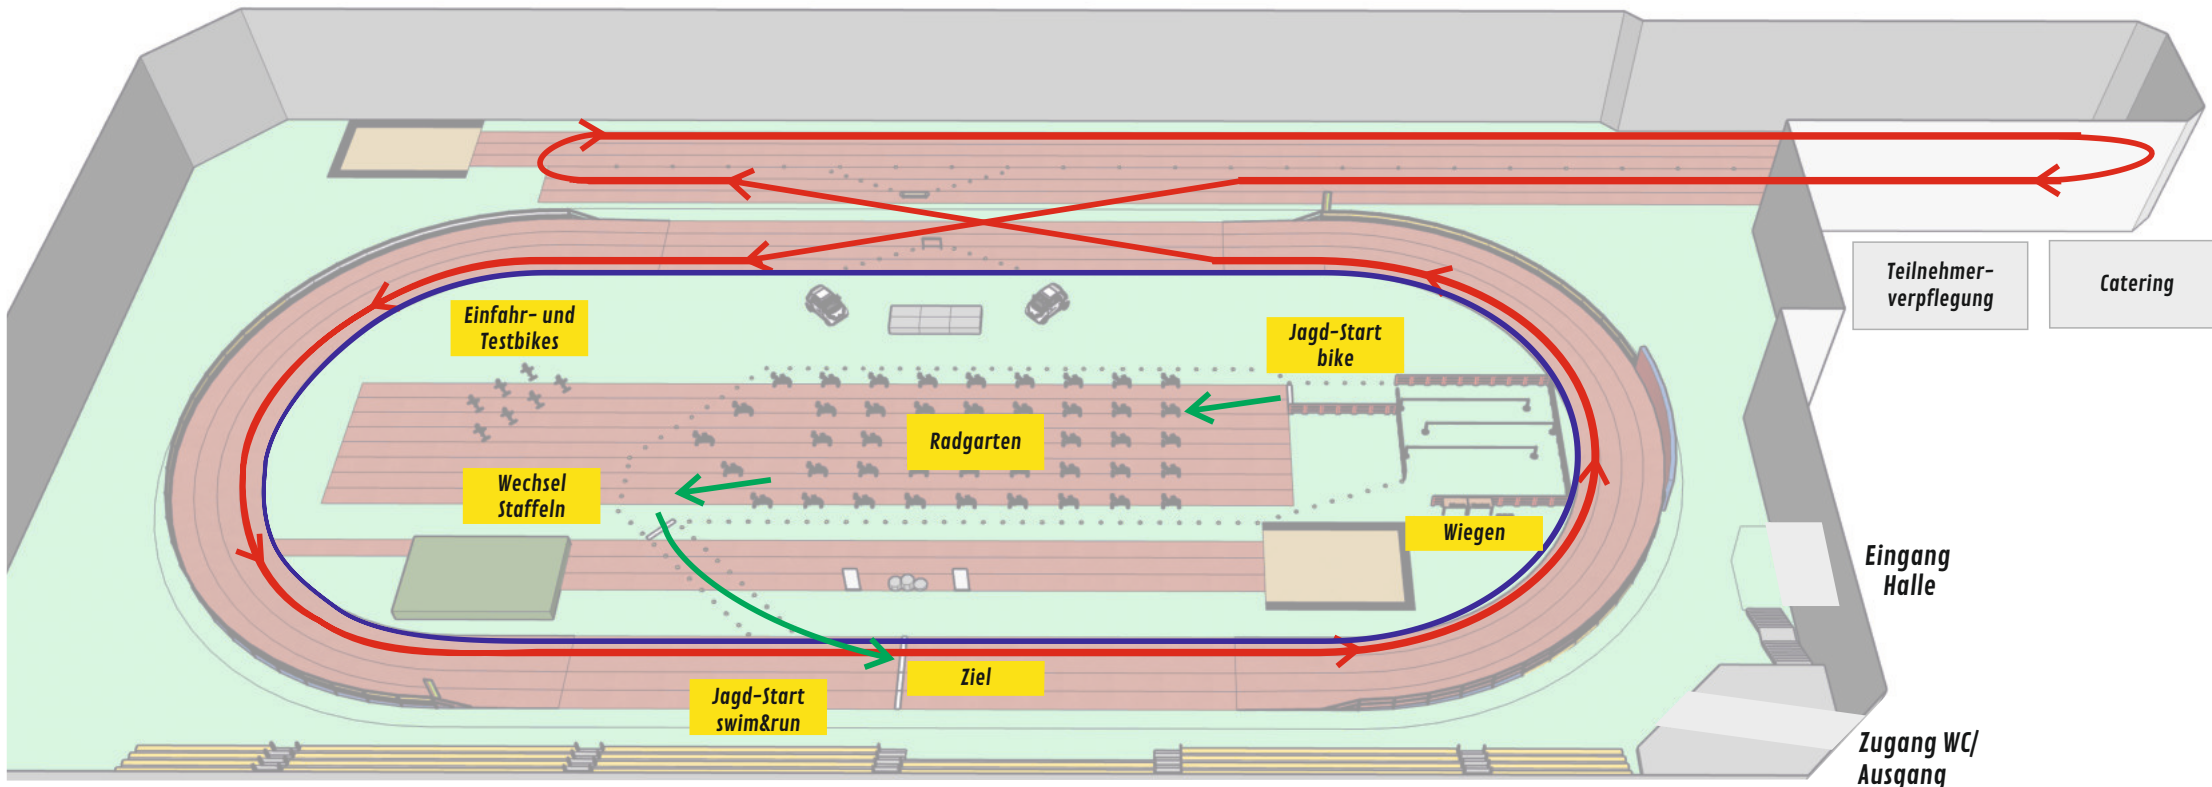 Teilnehmer-
verpflegung
Catering
Einfahr- und
Testbikes
Jagd-Start
bike
Radgarten
Wechsel
Staffeln
Wiegen
Eingang
Halle
Ziel
Jagd-Start
swim&run
Zugang WC/
Ausgang